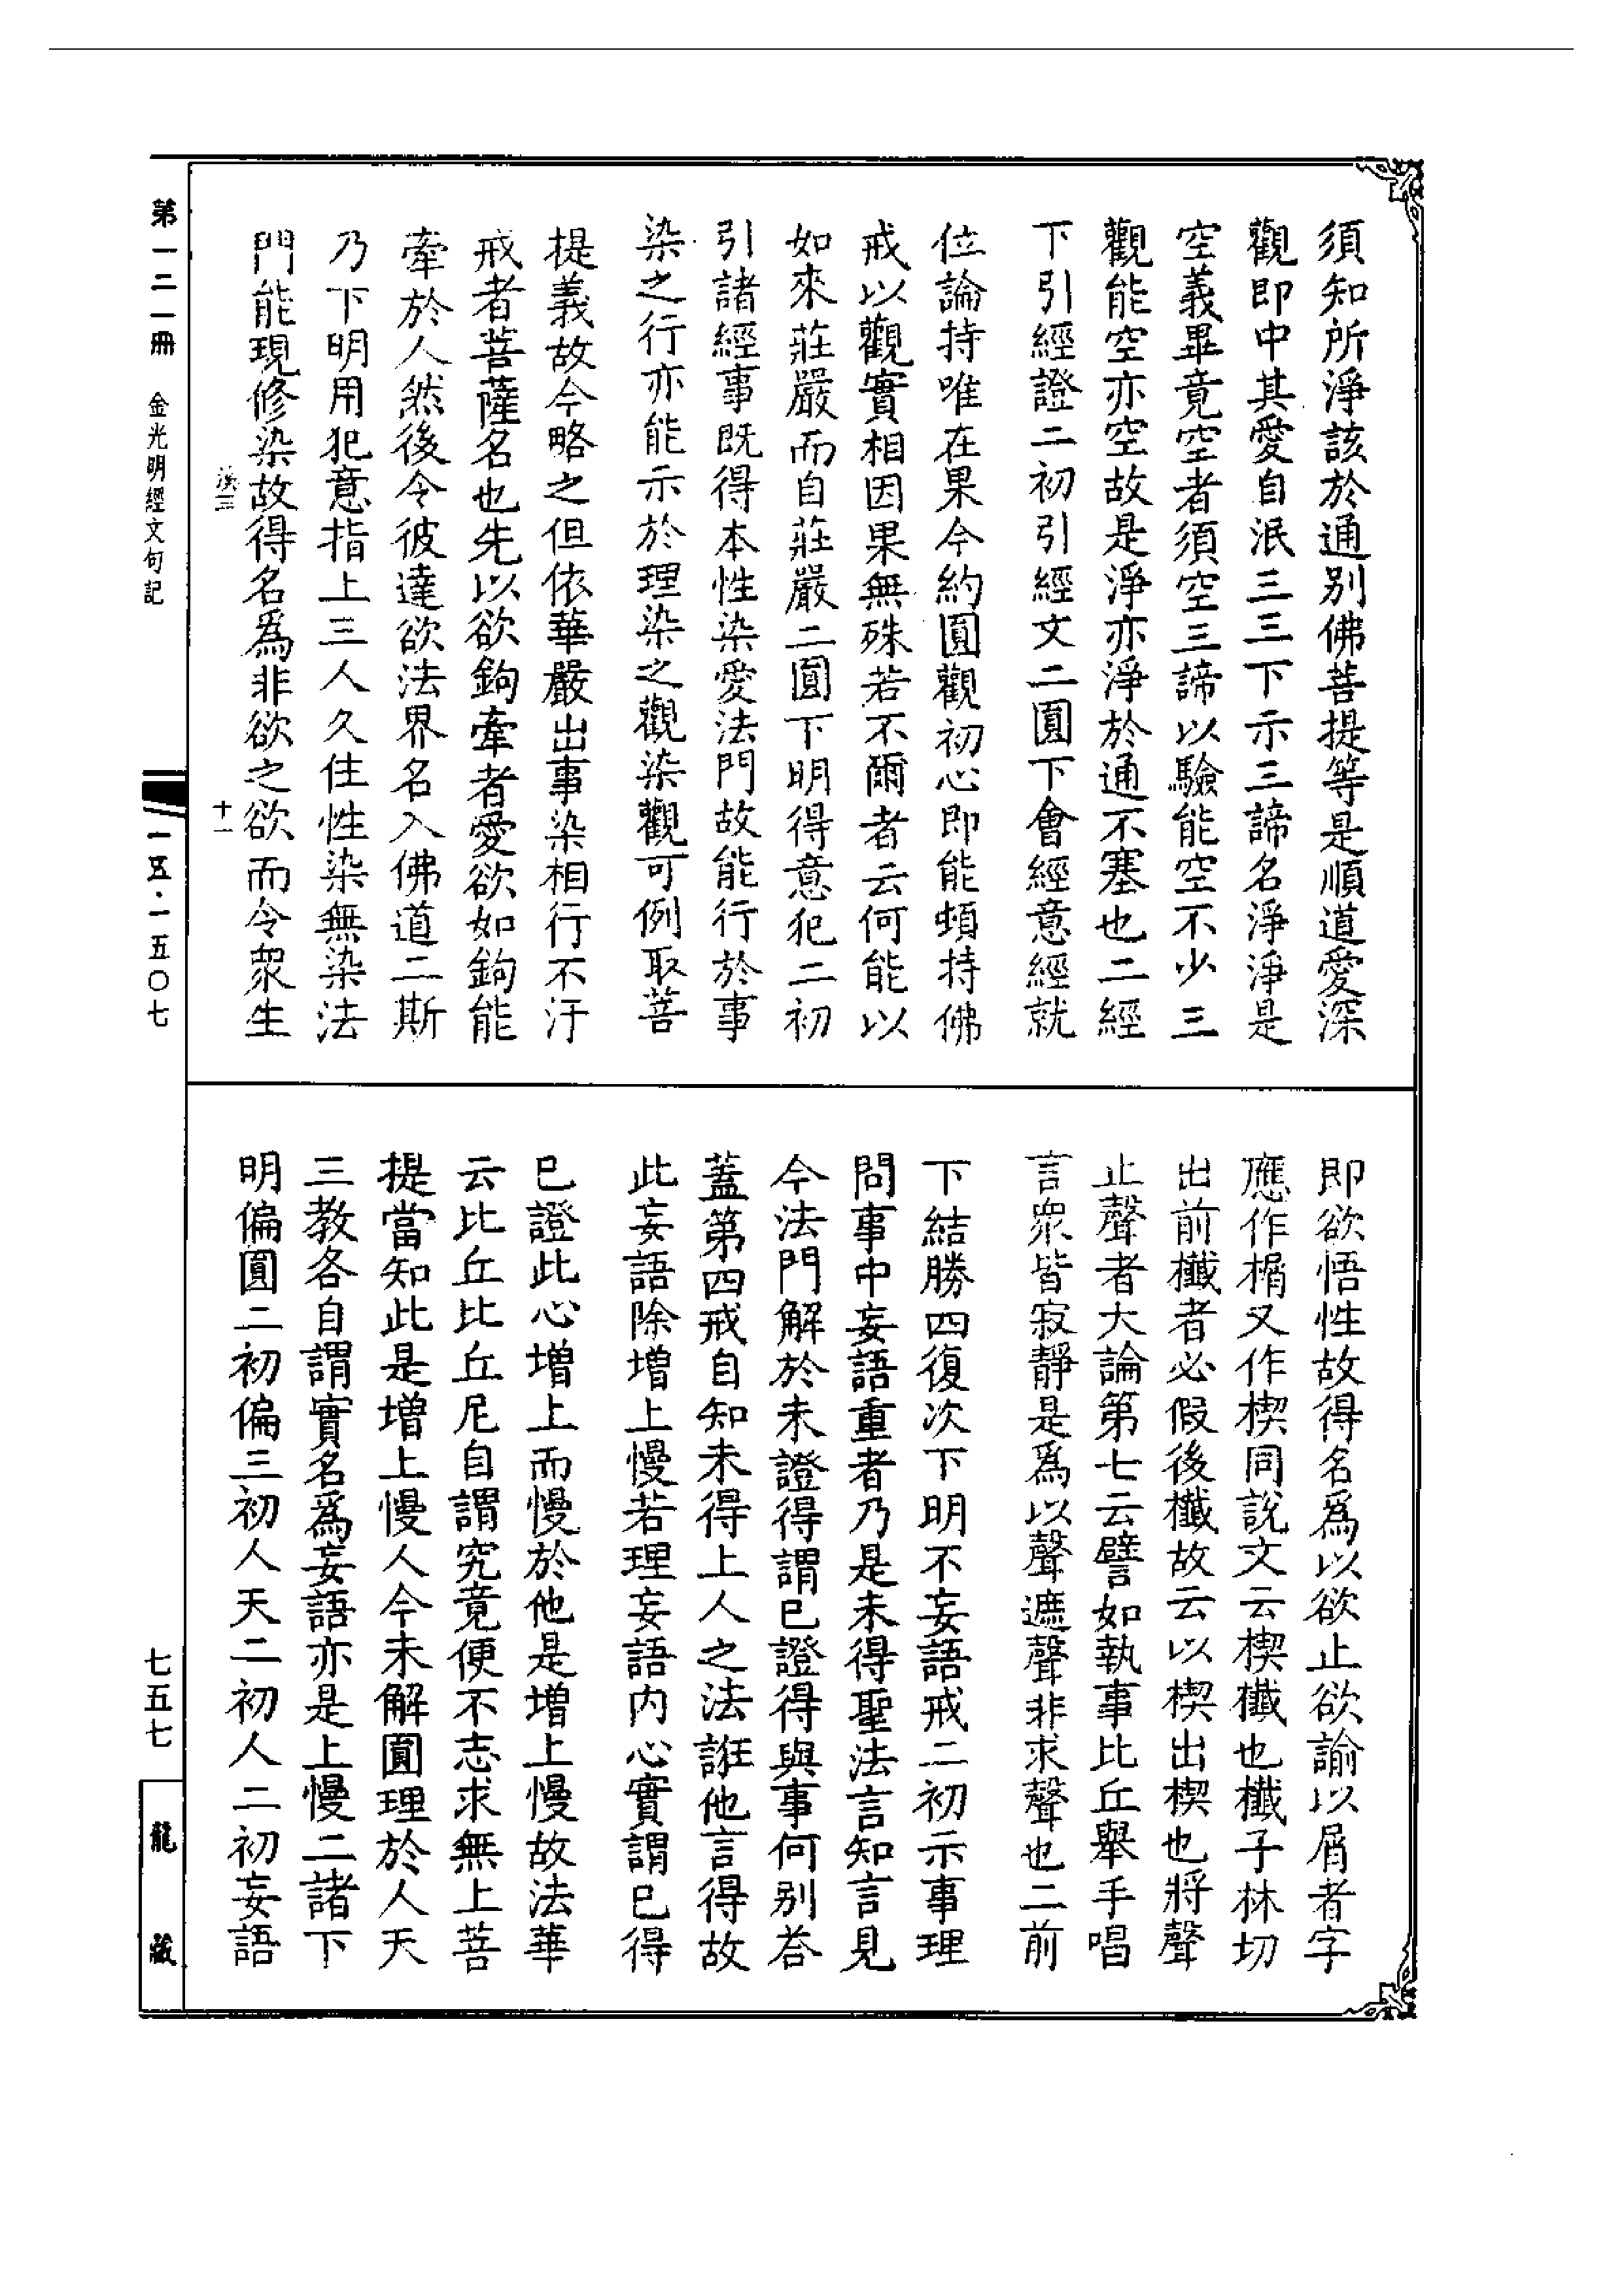 須知所淨該於通別佛菩提等是順道愛深
觀即中其愛自泯三三下示三諦名淨淨是
空義畢竟空者須空三諦以驗能空不少三
觀能空亦空故是淨亦淨於通不塞也二經
下引經證二初引經文二圓下會經意經就
位論持唯在果今約圓觀初心即能頓持佛
戒以觀實相因果無殊若不爾者云何能以
如來莊嚴而自莊嚴二圓下明得意犯二初
引諸經事既得本性染愛法門故能行於事
染之行亦能示於理染之觀染觀可例取菩
提義故今略之但依華嚴出事染相行不汙
戒者菩薩名也先以欲鉤牽者愛欲如鉤能
牽於人然後令彼達欲法界名入佛道二斯
乃下明用犯意指上三人久住性染無染法
門能現修染故得名爲非欲之欲而令衆生
十一
即欲悟性故得名爲以欲止欲諭以屑者字
應作榍又作楔同說文云楔櫼也櫼子林切
出前櫼者必假後櫼故云以楔出楔也將聲
止聲者大論第七云譬如執事比丘舉手唱
言衆皆寂靜是爲以聲遮聲非求聲也二前
下結勝四復次下明不妄語戒二初示事理
問事中妄語重者乃是未得聖法言知言見
今法門解於未證得謂已證得與事何別荅
蓋第四戒自知未得上人之法誑他言得故
此妄語除增上慢若理妄語內心實謂已得
已證此心增上而慢於他是增上慢故法華
云比丘比丘尼自謂究竟便不志求無上菩
提當知此是增上慢人今未解圓理於人天
三教各自謂實名爲妄語亦是上慢二諸下
明偏圓二初偏三初人天二初人二初妄語
第一二一冊
金光明經文句記
一五·一五〇七
七五七
龍藏